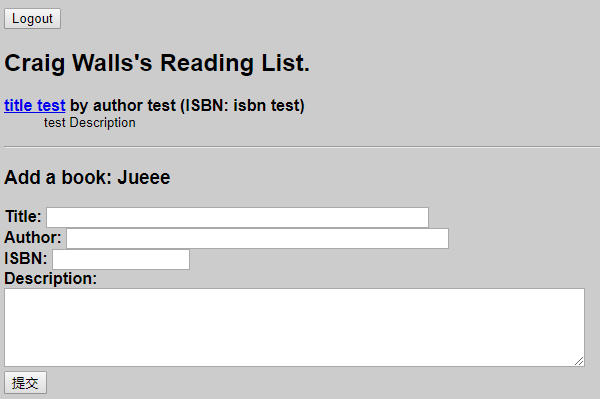 Logout
Craig Walls's Reading List.
title test by author test (ISBN: isbn test)
test Description
Add a book: Jueee
Title:
Author:
ISBN:
Description:
提交